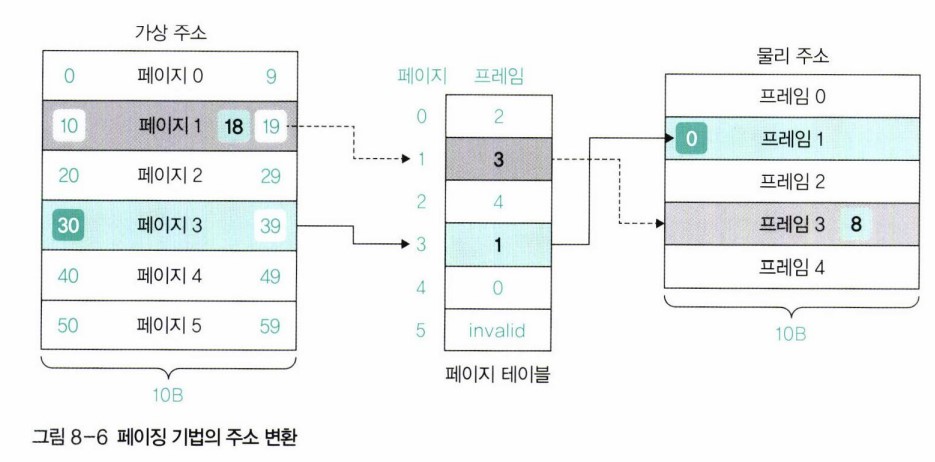 가상 주소
0 페이지 0 9
10 페이지 1 18 19
20 페이지 2 29
30 페이지 3 39
40 페이지 4 49
50 페이지 5 59
10B
페이지 프레임
0 2
1 3
2 4
3 1
4 0
5 invalid
페이지 테이블
물리 주소
프레임 0
0 프레임 1
프레임 2
프레임 3 8
프레임 4
10B
그림 8-6 페이징 기법의 주소 변환